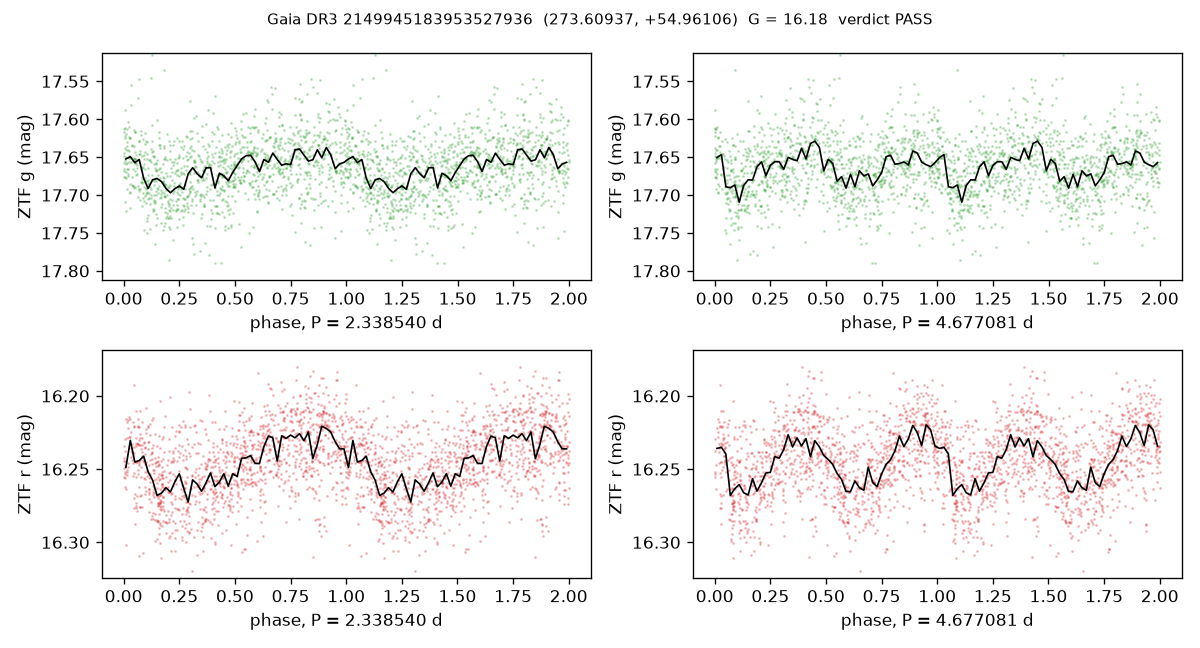 Gaia DR3 2149945183953527936 (273.60937, +54.96106) G = 16.18 verdict PASS
ZTF g (mag)
17.55
17.60
17.65
17.70
17.75
17.80
0.00 0.25 0.50 0.75 1.00 1.25 1.50 1.75 2.00
phase, P = 2.338540 d
ZTF g (mag)
17.55
17.60
17.65
17.70
17.75
17.80
0.00 0.25 0.50 0.75 1.00 1.25 1.50 1.75 2.00
phase, P = 4.677081 d
ZTF r (mag)
16.20
16.25
16.30
0.00 0.25 0.50 0.75 1.00 1.25 1.50 1.75 2.00
phase, P = 2.338540 d
ZTF r (mag)
16.20
16.25
16.30
0.00 0.25 0.50 0.75 1.00 1.25 1.50 1.75 2.00
phase, P = 4.677081 d